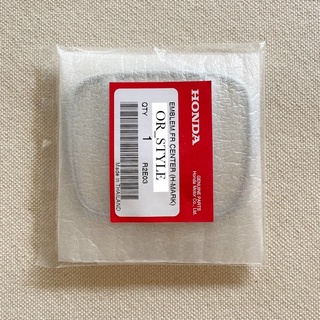 HONDA
GENUINE PARTS
Honda Motor Co., Ltd.
EMBLEM,FR CENTER (H-MARK)
OR_STYLE
QTY 1 R2E03
Made in THAILAND